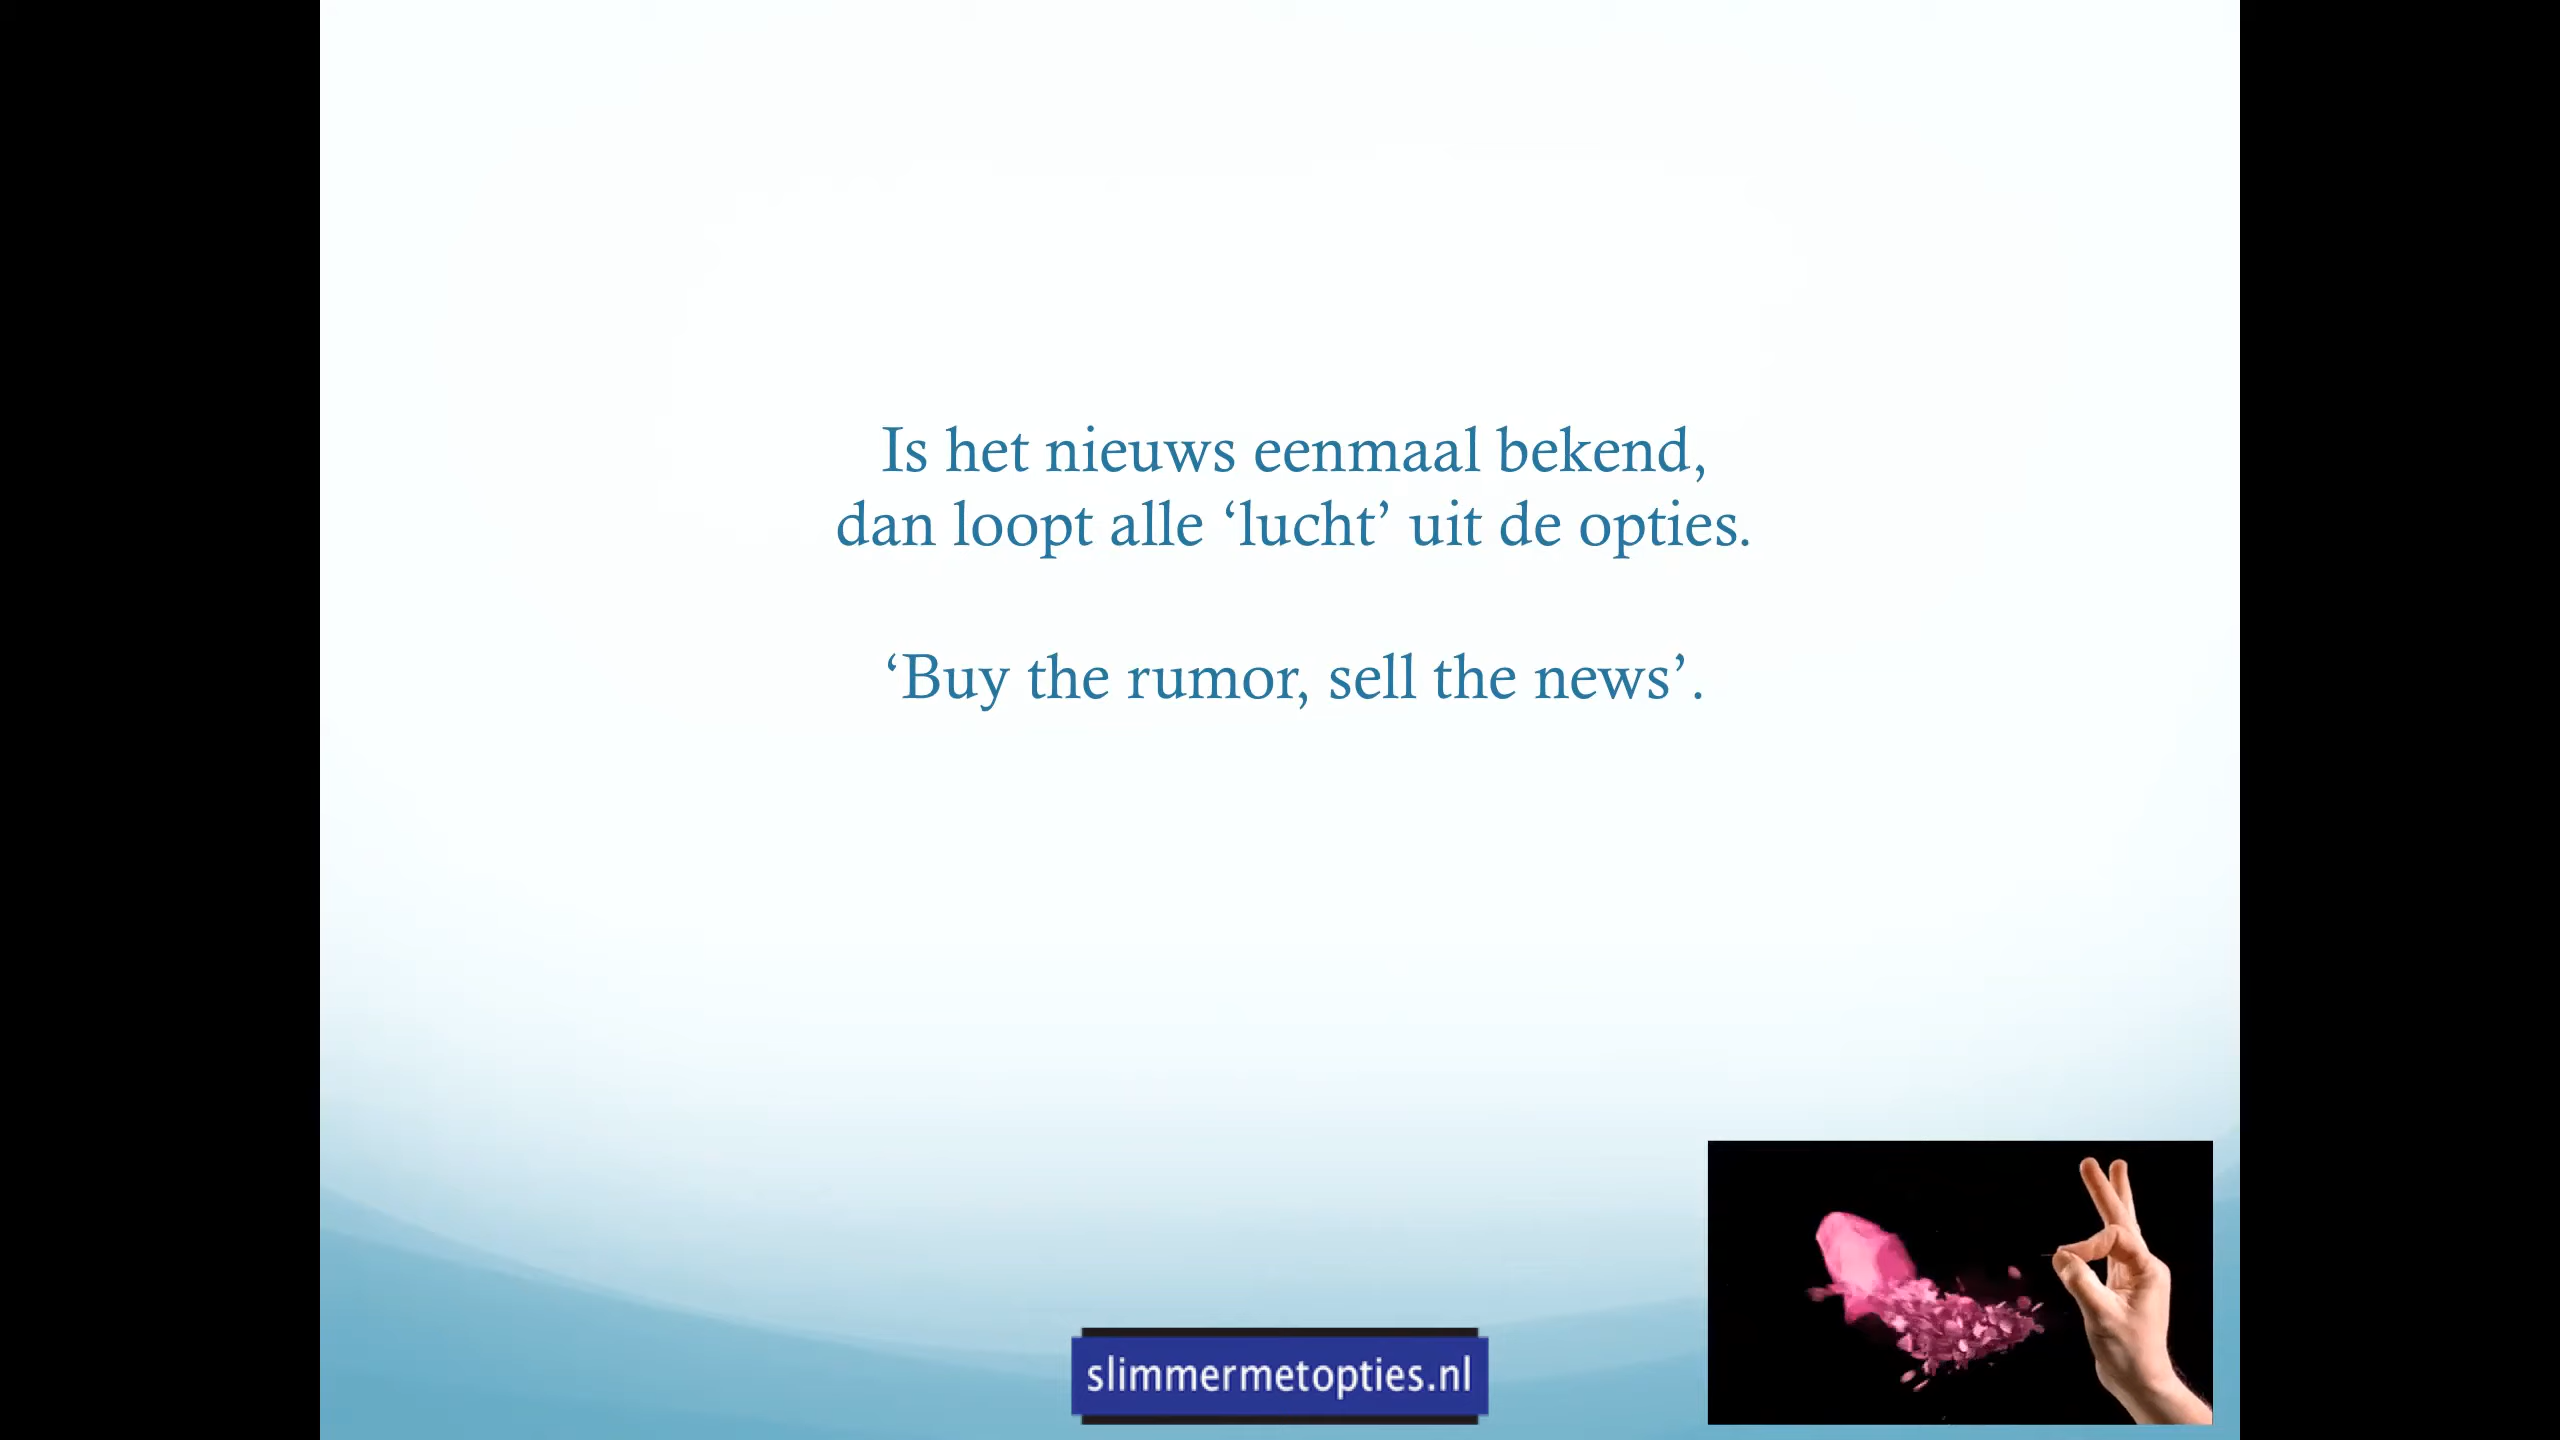 Is het nieuws eenmaal bekend,
dan loopt alle ‘lucht’ uit de opties.
‘Buy the rumor, sell the news’.
slimmermetopties.nl